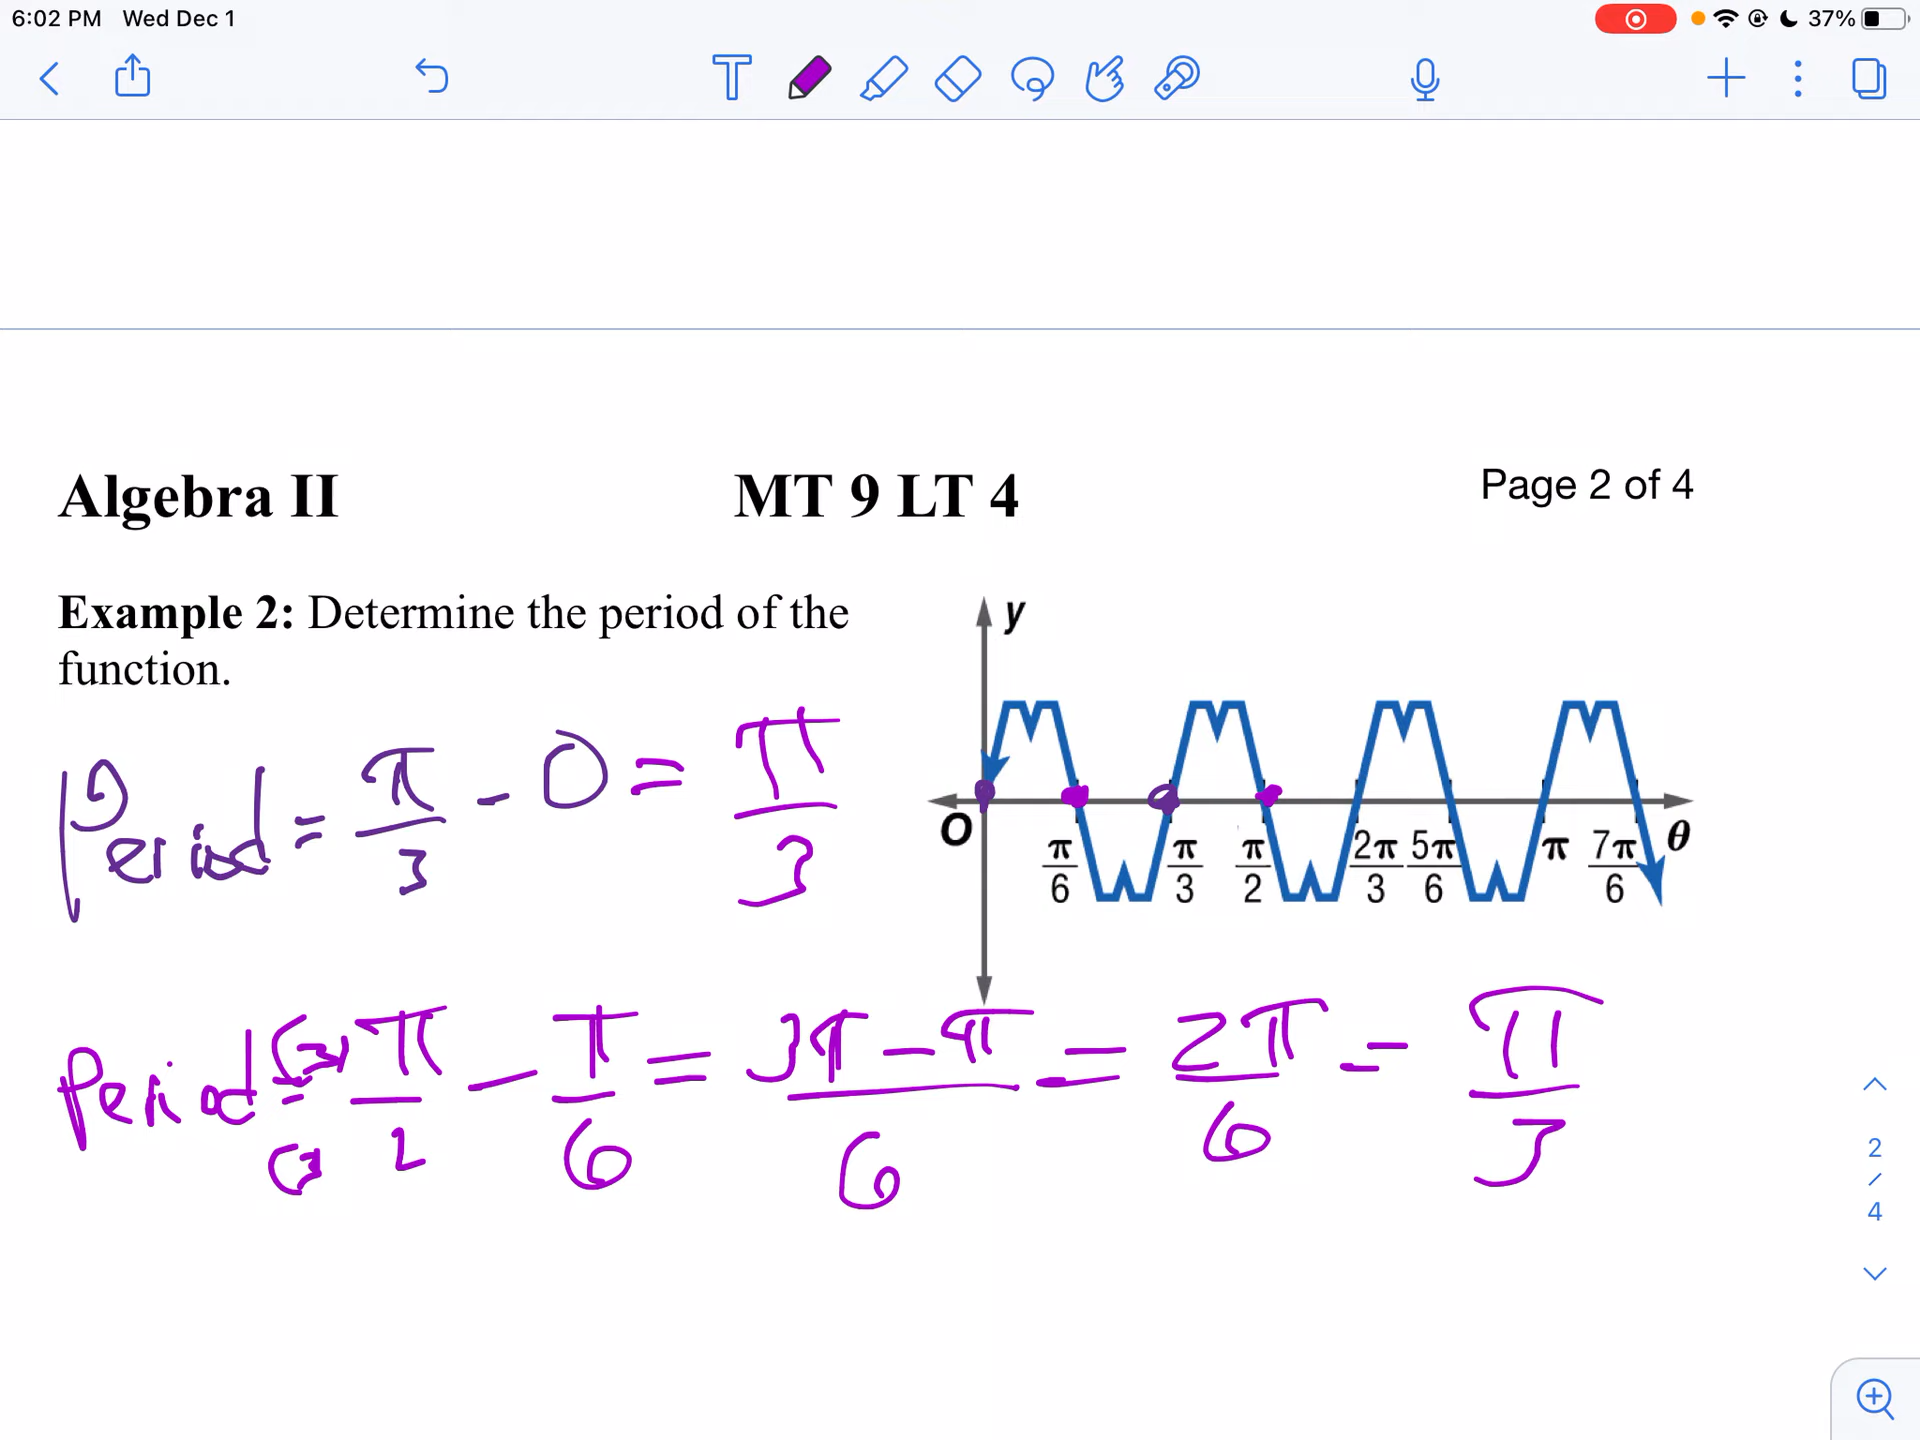 6:02 PM Wed Dec 1 37%
T
Algebra II MT 9 LT 4 Page 2 of 4
Example 2: Determine the period of the
function.
Period = π/3 - 0 = π/3
y
O π/6 π/3 π/2 2π/3 5π/6 π 7π/6 θ
Period = (3)π/(3)2 - π/6 = 3π - π/6 = 2π/6 = π/3
2
/
4